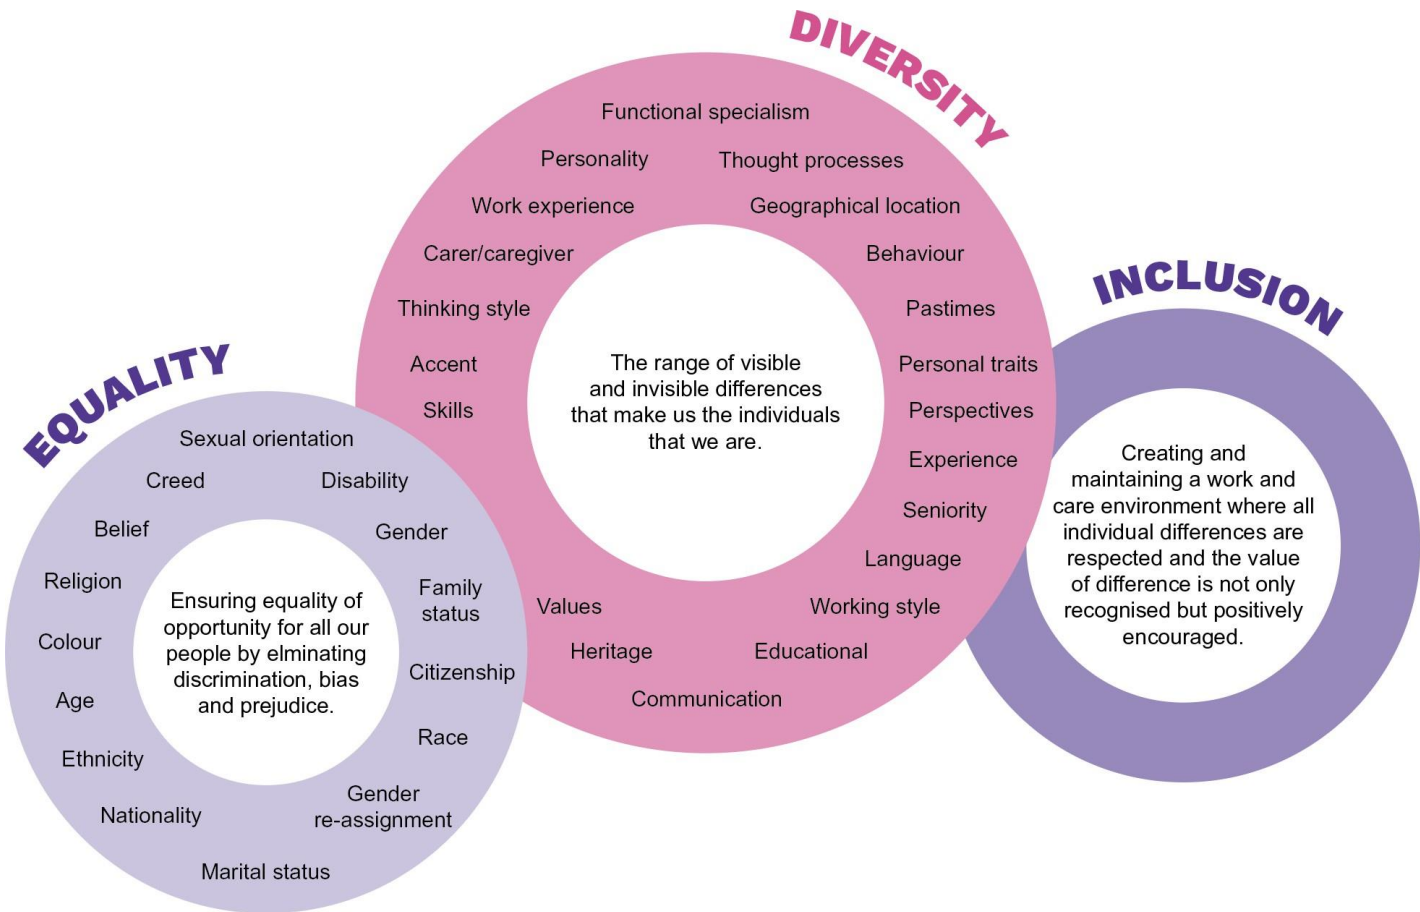 EQUALITY
Sexual orientation
Creed
Disability
Belief
Gender
Religion
Family
status
Colour
Citizenship
Age
Race
Ethnicity
Gender
re-assignment
Nationality
Marital status
Ensuring equality of
opportunity for all our
people by elminating
discrimination, bias
and prejudice.
DIVERSITY
Functional specialism
Personality
Thought processes
Work experience
Geographical location
Carer/caregiver
Behaviour
Thinking style
Pastimes
Accent
Personal traits
Skills
Perspectives
Experience
Seniority
Language
Values
Working style
Heritage
Educational
Communication
The range of visible
and invisible differences
that make us the individuals
that we are.
INCLUSION
Creating and
maintaining a work and
care environment where all
individual differences are
respected and the value
of difference is not only
recognised but positively
encouraged.